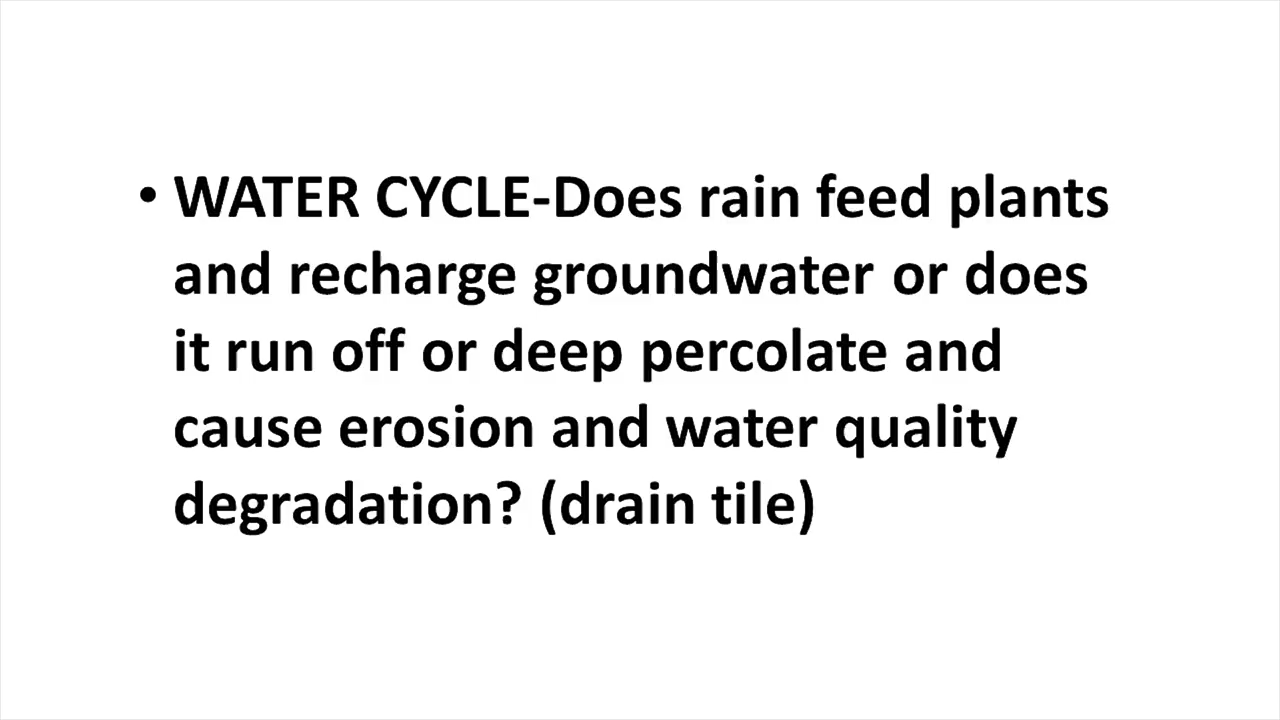 • WATER CYCLE-Does rain feed plants
and recharge groundwater or does
it run off or deep percolate and
cause erosion and water quality
degradation? (drain tile)